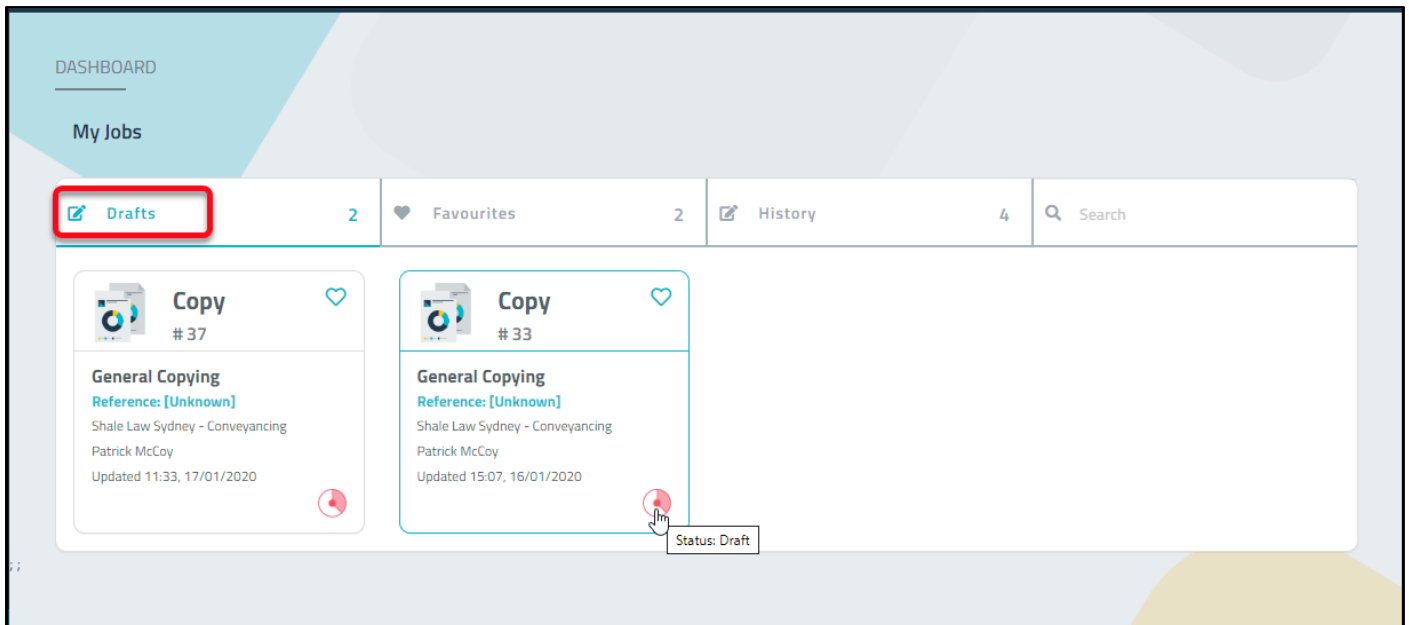 DASHBOARD
My Jobs
Drafts 2 Favourites 2 History 4 Search
Copy
# 37
General Copying
Reference: [Unknown]
Shale Law Sydney - Conveyancing
Patrick McCoy
Updated 11:33, 17/01/2020
Copy
# 33
General Copying
Reference: [Unknown]
Shale Law Sydney - Conveyancing
Patrick McCoy
Updated 15:07, 16/01/2020
Status: Draft
;;